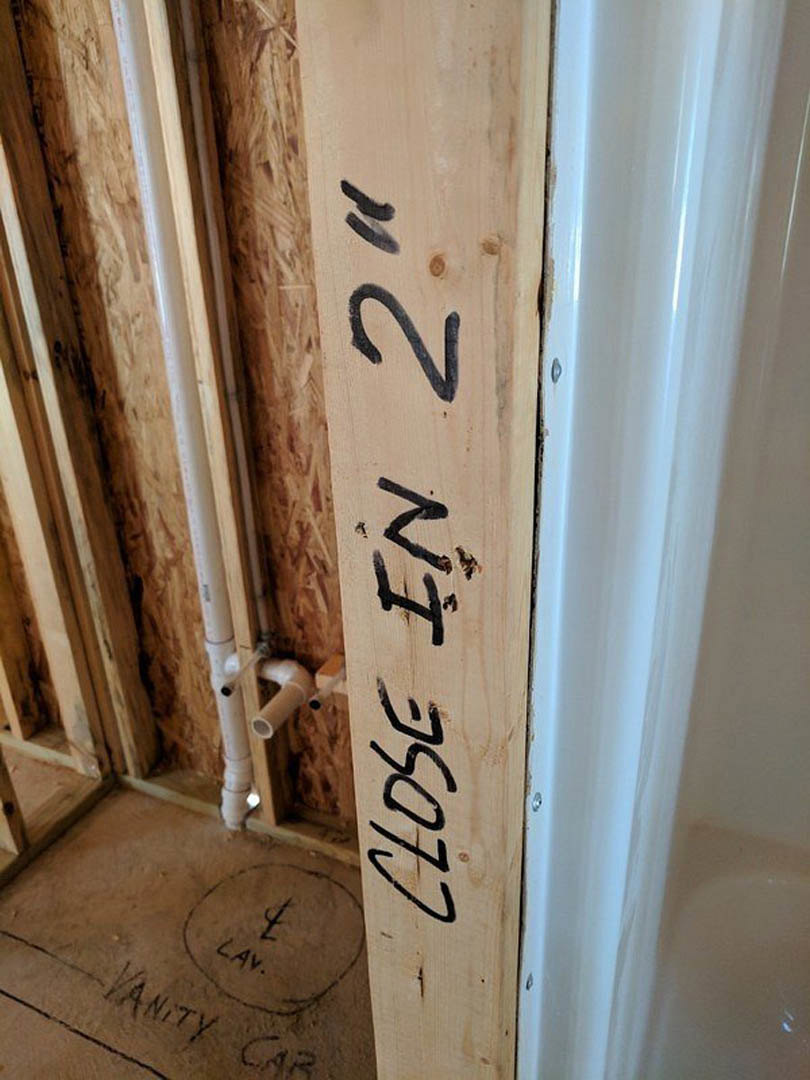 CLOSE IN 2"
℄
LAV.
VANITY CAB